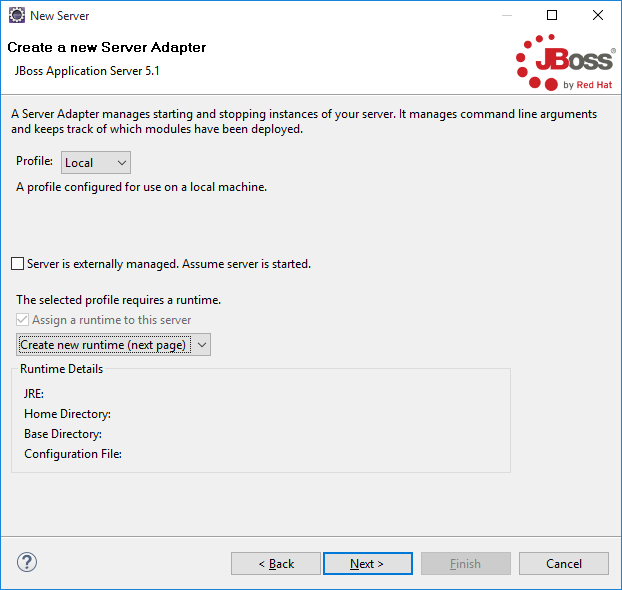 New Server
Create a new Server Adapter
JBoss Application Server 5.1
JBoss®
by Red Hat
A Server Adapter manages starting and stopping instances of your server. It manages command line arguments
and keeps track of which modules have been deployed.
Profile: Local
A profile configured for use on a local machine.
Server is externally managed. Assume server is started.
The selected profile requires a runtime.
Assign a runtime to this server
Create new runtime (next page)
Runtime Details
JRE:
Home Directory:
Base Directory:
Configuration File:
? < Back Next > Finish Cancel